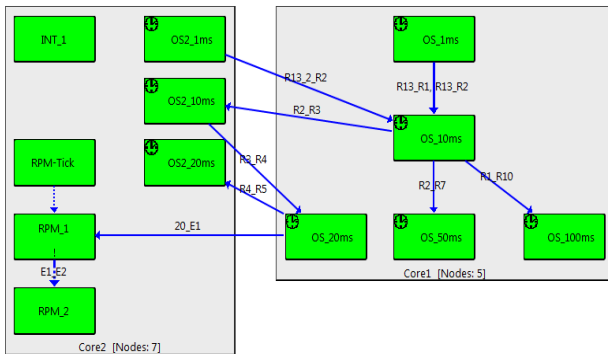 INT_1
OS2_1ms
OS_1ms
R13_2_R2
R13_R1, R13_R2
OS2_10ms
R2_R3
OS_10ms
RPM-Tick
OS2_20ms
R3_R4
R4_R5
R2_R7
R1_R10
RPM_1
20_E1
OS_20ms
OS_50ms
OS_100ms
E1_E2
RPM_2
Core1 [Nodes: 5]
Core2 [Nodes: 7]